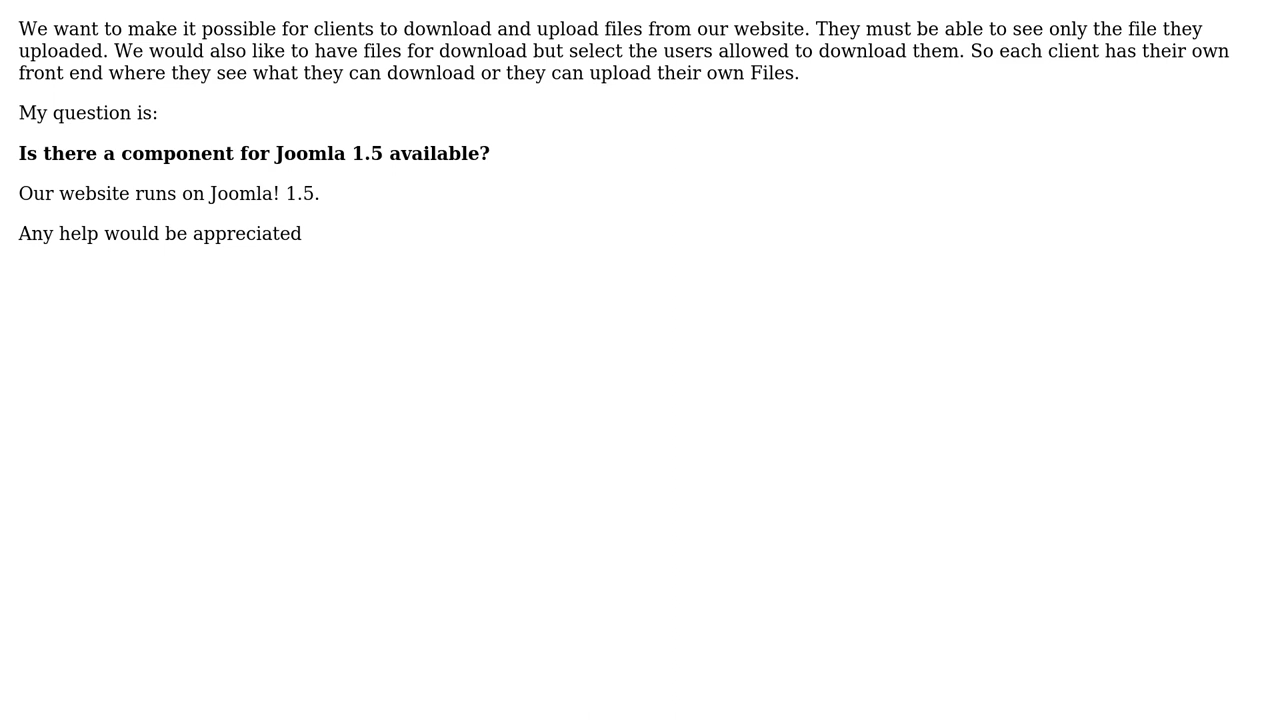 We want to make it possible for clients to download and upload files from our website. They must be able to see only the file they
uploaded. We would also like to have files for download but select the users allowed to download them. So each client has their own
front end where they see what they can download or they can upload their own Files.
My question is:
Is there a component for Joomla 1.5 available?
Our website runs on Joomla! 1.5.
Any help would be appreciated